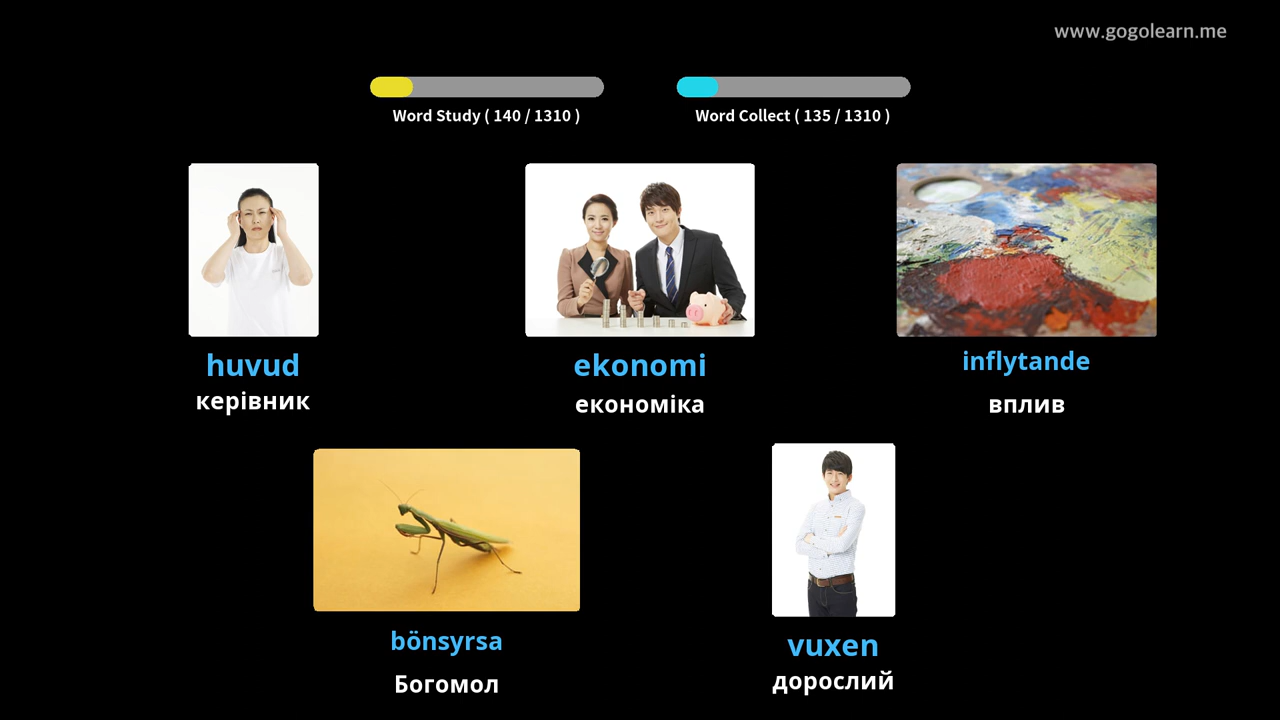 www.gogolearn.me
Word Study ( 140 / 1310 )
Word Collect ( 135 / 1310 )
huvud
керівник
ekonomi
економіка
inflytande
вплив
bönsyrsa
Богомол
vuxen
дорослий